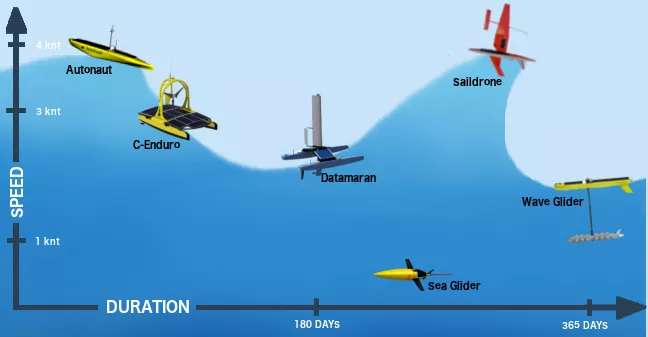 4 knt
Autonaut
Saildrone
3 knt
C-Enduro
Datamaran
SPEED
Wave Glider
1 knt
Sea Glider
DURATION
180 DAYs
365 DAYs